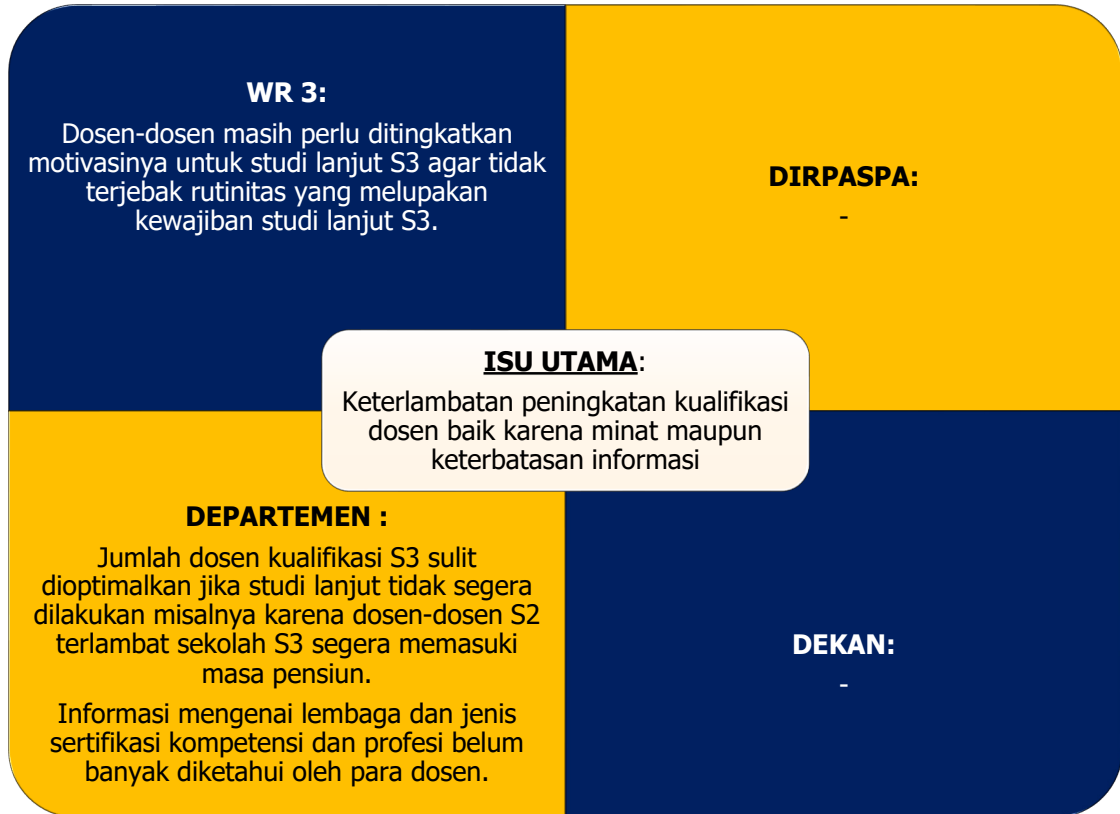 WR 3:
Dosen-dosen masih perlu ditingkatkan
motivasinya untuk studi lanjut S3 agar tidak
terjebak rutinitas yang melupakan
kewajiban studi lanjut S3.
DIRPASPA:
-
ISU UTAMA:
Keterlambatan peningkatan kualifikasi
dosen baik karena minat maupun
keterbatasan informasi
DEPARTEMEN :
Jumlah dosen kualifikasi S3 sulit
dioptimalkan jika studi lanjut tidak segera
dilakukan misalnya karena dosen-dosen S2
terlambat sekolah S3 segera memasuki
masa pensiun.
Informasi mengenai lembaga dan jenis
sertifikasi kompetensi dan profesi belum
banyak diketahui oleh para dosen.
DEKAN:
-